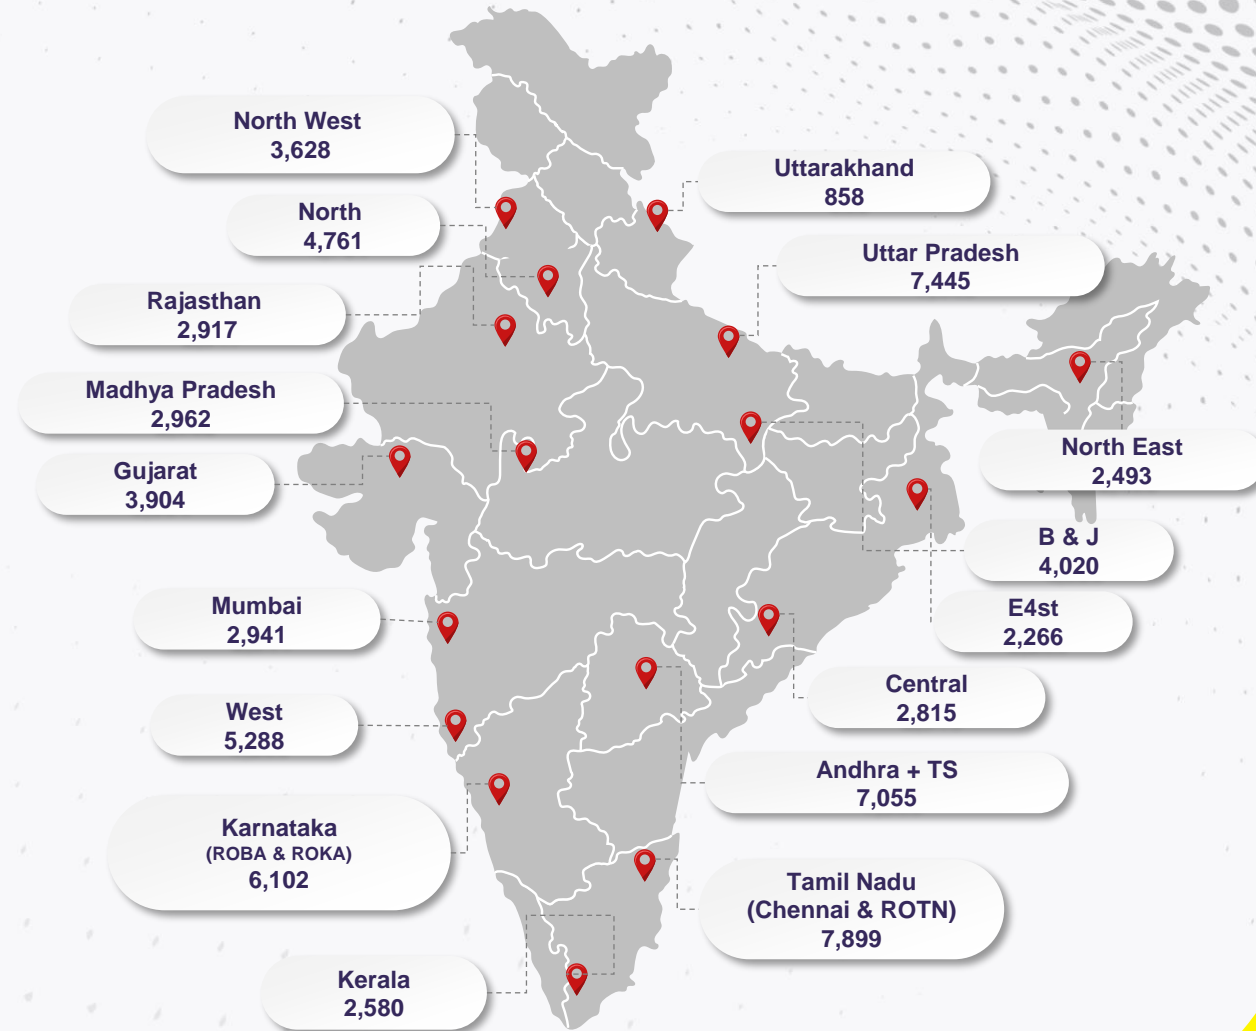 North West
3,628
North
4,761
Rajasthan
2,917
Madhya Pradesh
2,962
Gujarat
3,904
Mumbai
2,941
West
5,288
Karnataka
(ROBA & ROKA)
6,102
Kerala
2,580
Uttarakhand
858
Uttar Pradesh
7,445
North East
2,493
B & J
4,020
E4st
2,266
Central
2,815
Andhra + TS
7,055
Tamil Nadu
(Chennai & ROTN)
7,899